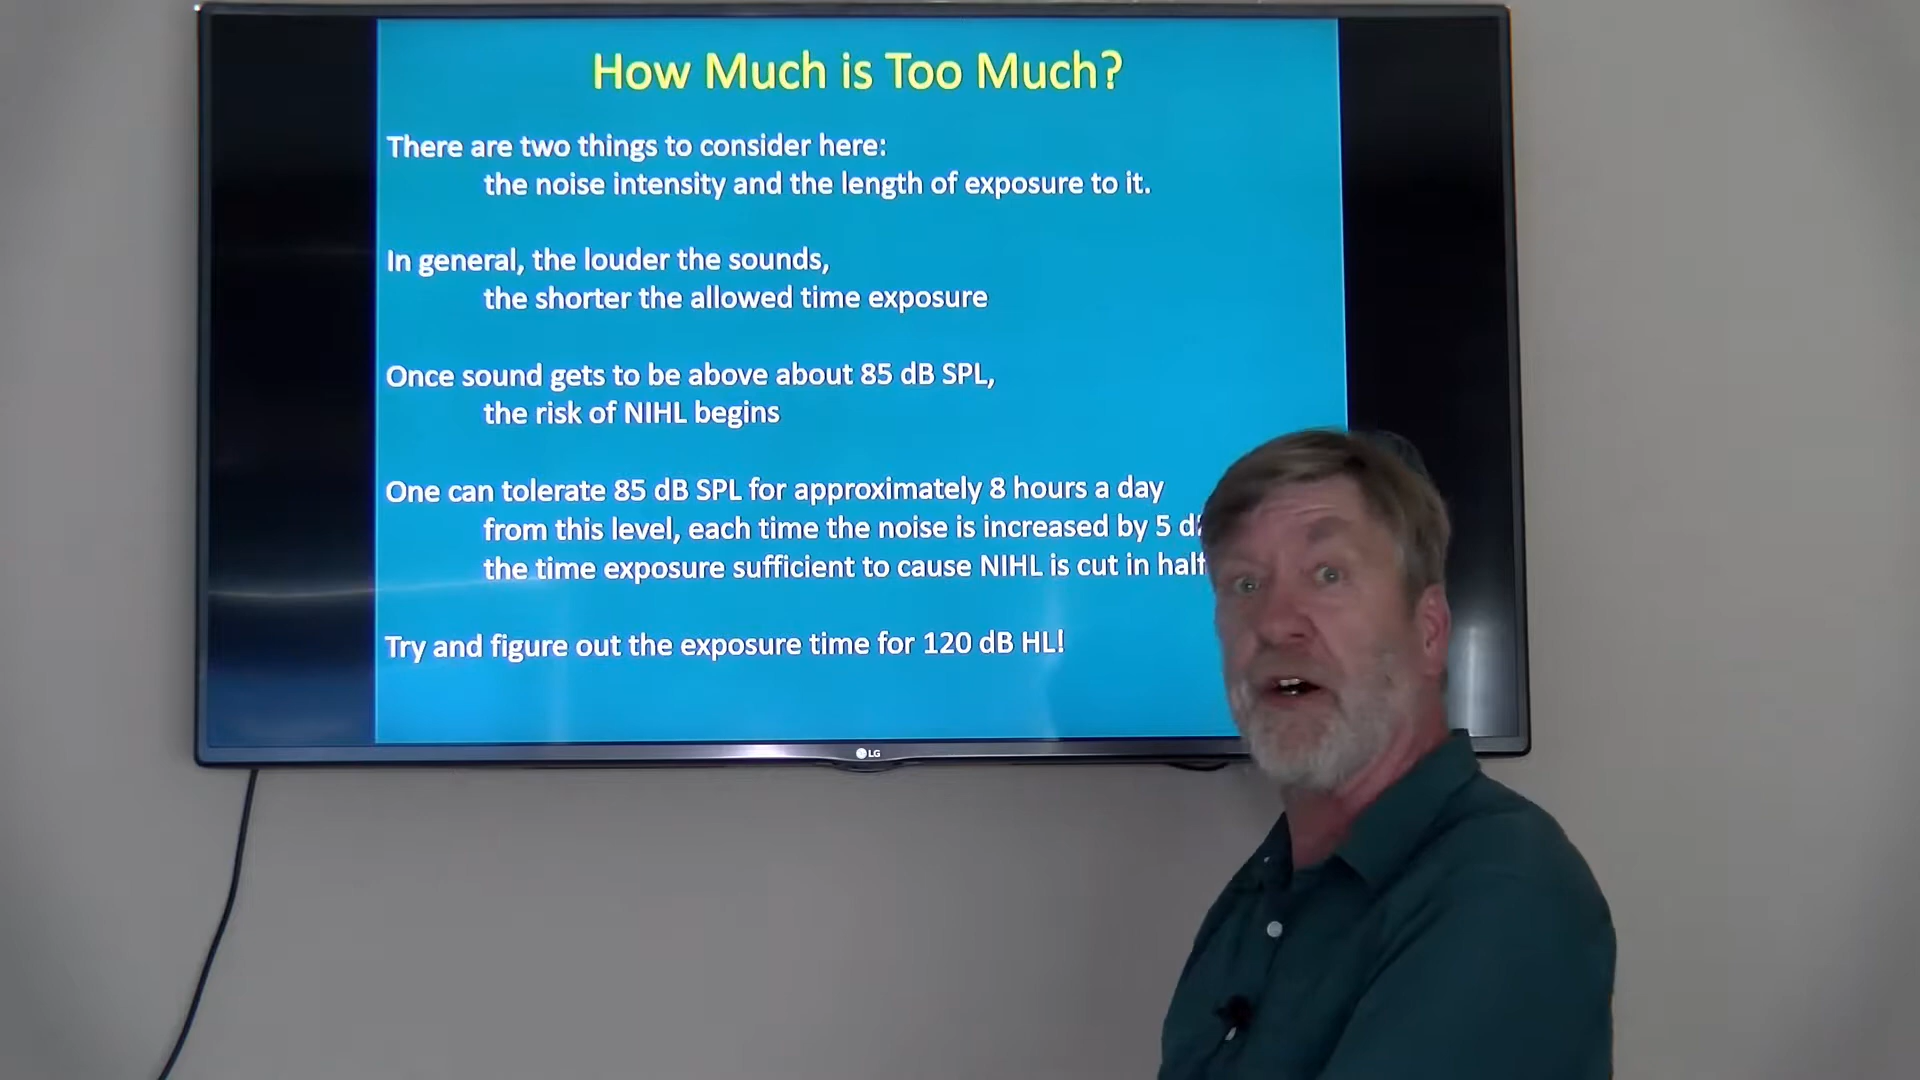 How Much is Too Much?
There are two things to consider here:
the noise intensity and the length of exposure to it.
In general, the louder the sounds,
the shorter the allowed time exposure
Once sound gets to be above about 85 dB SPL,
the risk of NIHL begins
One can tolerate 85 dB SPL for approximately 8 hours a day
from this level, each time the noise is increased by 5
the time exposure sufficient to cause NIHL is cut in half
Try and figure out the exposure time for 120 dB HL!
LG